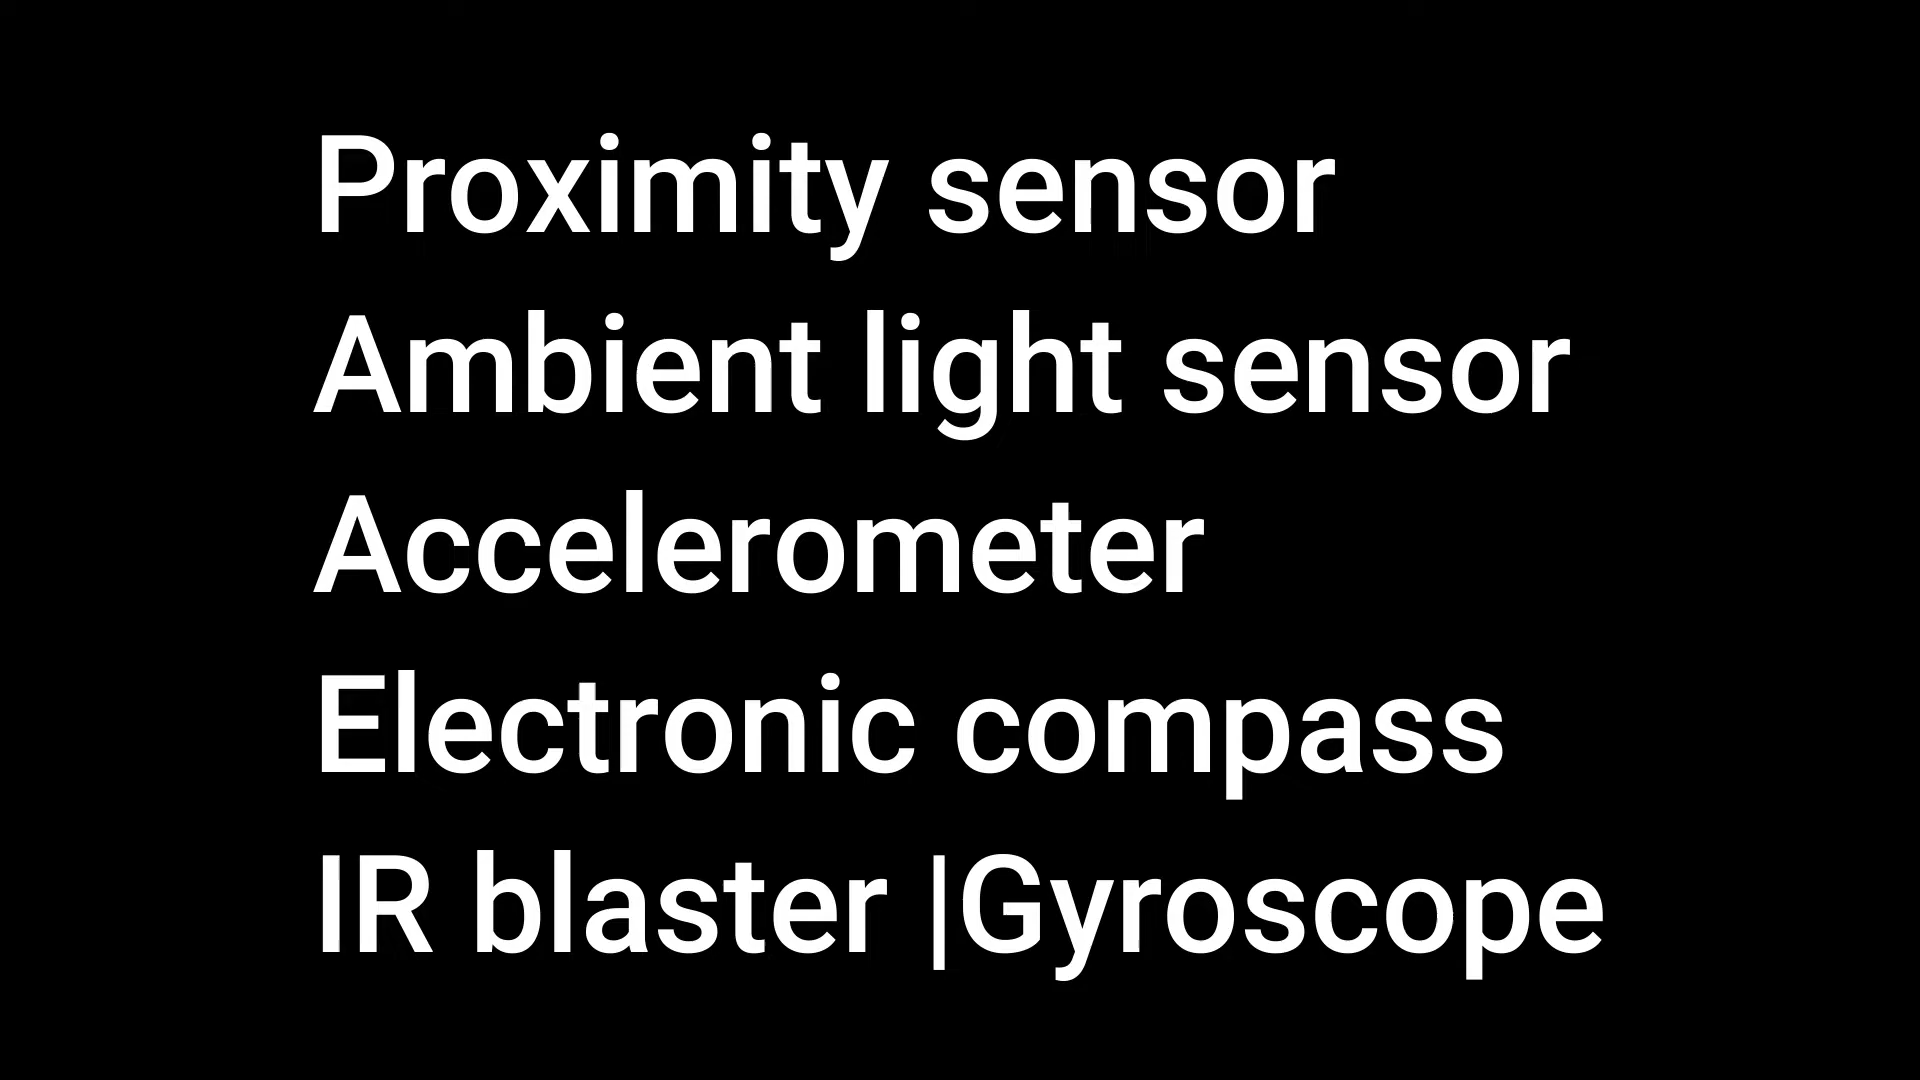 Proximity sensor
Ambient light sensor
Accelerometer
Electronic compass
IR blaster |Gyroscope